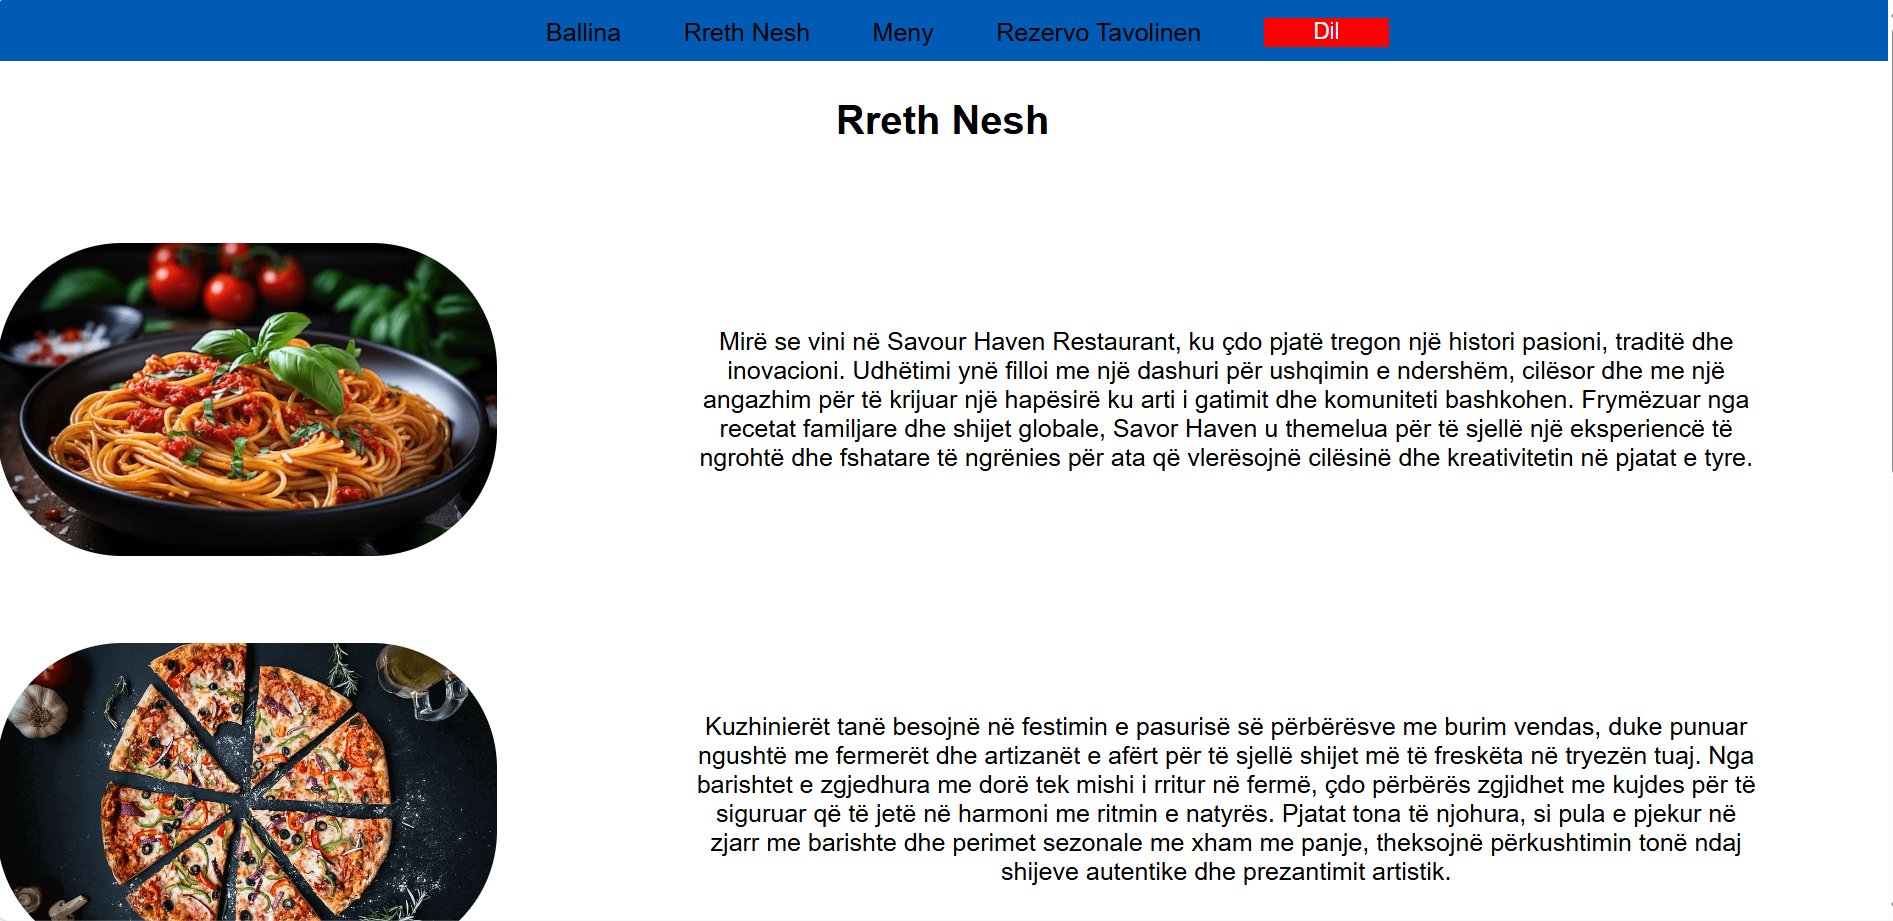 Ballina
Rreth Nesh
Meny
Rezervo Tavolinen
Dil
Rreth Nesh
Mirë se vini në Savour Haven Restaurant, ku çdo pjatë tregon një histori pasioni, traditë dhe
inovacioni. Udhëtimi ynë filloi me një dashuri për ushqimin e ndershëm, cilësor dhe me një
angazhim për të krijuar një hapësirë ku arti i gatimit dhe komuniteti bashkohen. Frymëzuar nga
recetat familjare dhe shijet globale, Savor Haven u themelua për të sjellë një eksperiencë të
ngrohtë dhe fshatare të ngrënies për ata që vlerësojnë cilësinë dhe kreativitetin në pjatat e tyre.
Kuzhinierët tanë besojnë në festimin e pasurisë së përbërësve me burim vendas, duke punuar
ngushtë me fermerët dhe artizanët e afërt për të sjellë shijet më të freskëta në tryezën tuaj. Nga
barishtet e zgjedhura me dorë tek mishi i rritur në fermë, çdo përbërës zgjidhet me kujdes për të
siguruar që të jetë në harmoni me ritmin e natyrës. Pjatat tona të njohura, si pula e pjekur në
zjarr me barishte dhe perimet sezonale me xham me panje, theksojnë përkushtimin tonë ndaj
shijeve autentike dhe prezantimit artistik.